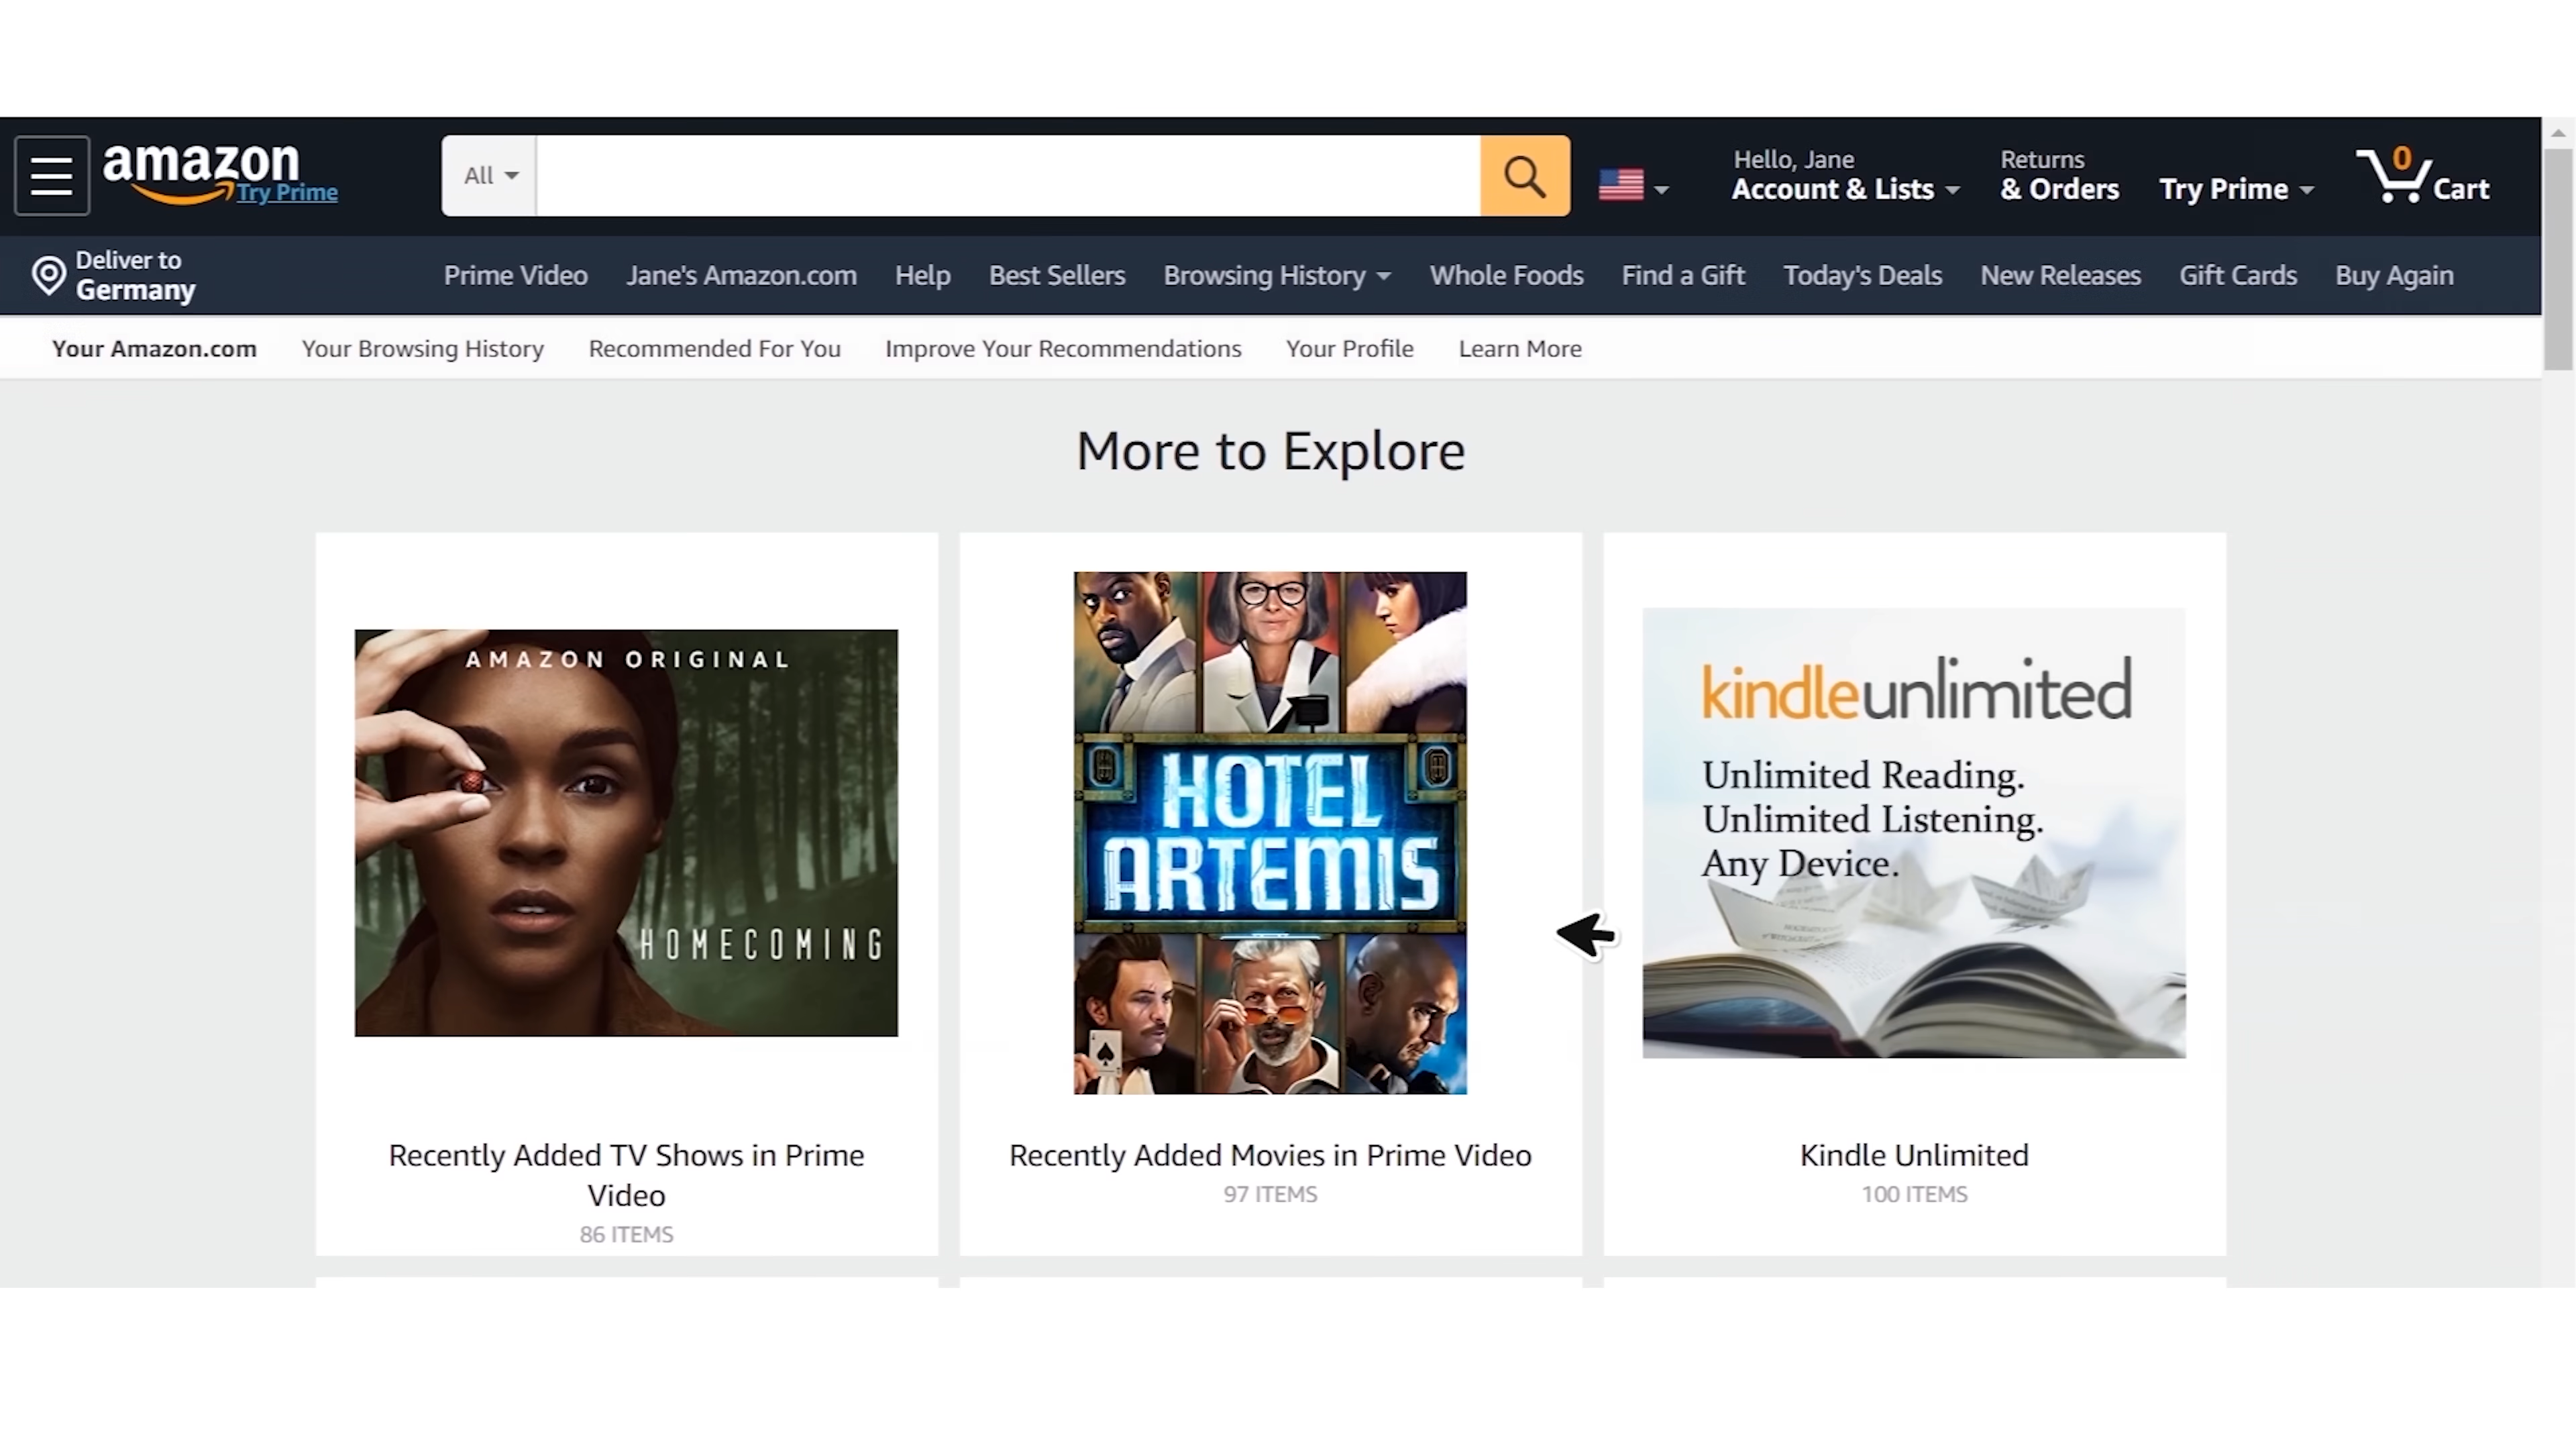 amazon
Try Prime
All
Hello, Jane
Account & Lists
Returns
& Orders
Try Prime
0
Cart
Deliver to
Germany
Prime Video
Jane's Amazon.com
Help
Best Sellers
Browsing History
Whole Foods
Find a Gift
Today's Deals
New Releases
Gift Cards
Buy Again
Your Amazon.com
Your Browsing History
Recommended For You
Improve Your Recommendations
Your Profile
Learn More
More to Explore
AMAZON ORIGINAL
HOMECOMING
HOTEL
ARTEMIS
kindleunlimited
Unlimited Reading.
Unlimited Listening.
Any Device.
Recently Added TV Shows in Prime
Video
86 ITEMS
Recently Added Movies in Prime Video
97 ITEMS
Kindle Unlimited
100 ITEMS